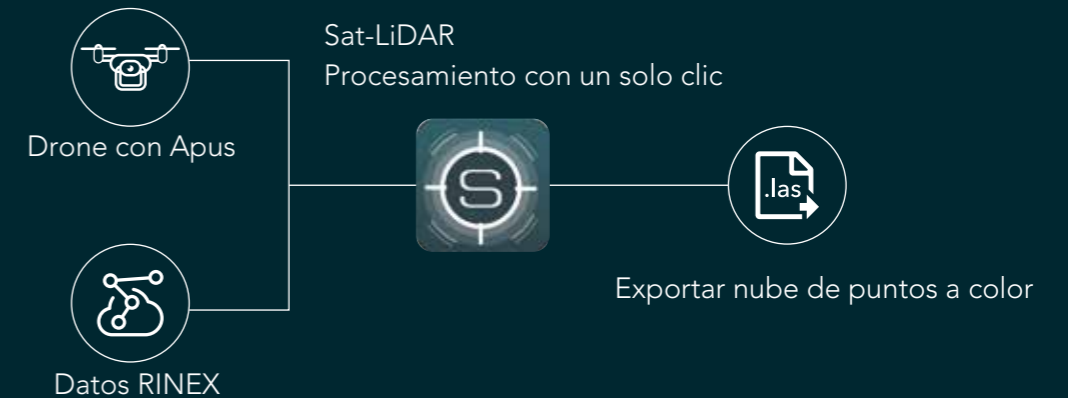 Sat-LiDAR
Procesamiento con un solo clic
Drone con Apus
S
.las
Exportar nube de puntos a color
Datos RINEX